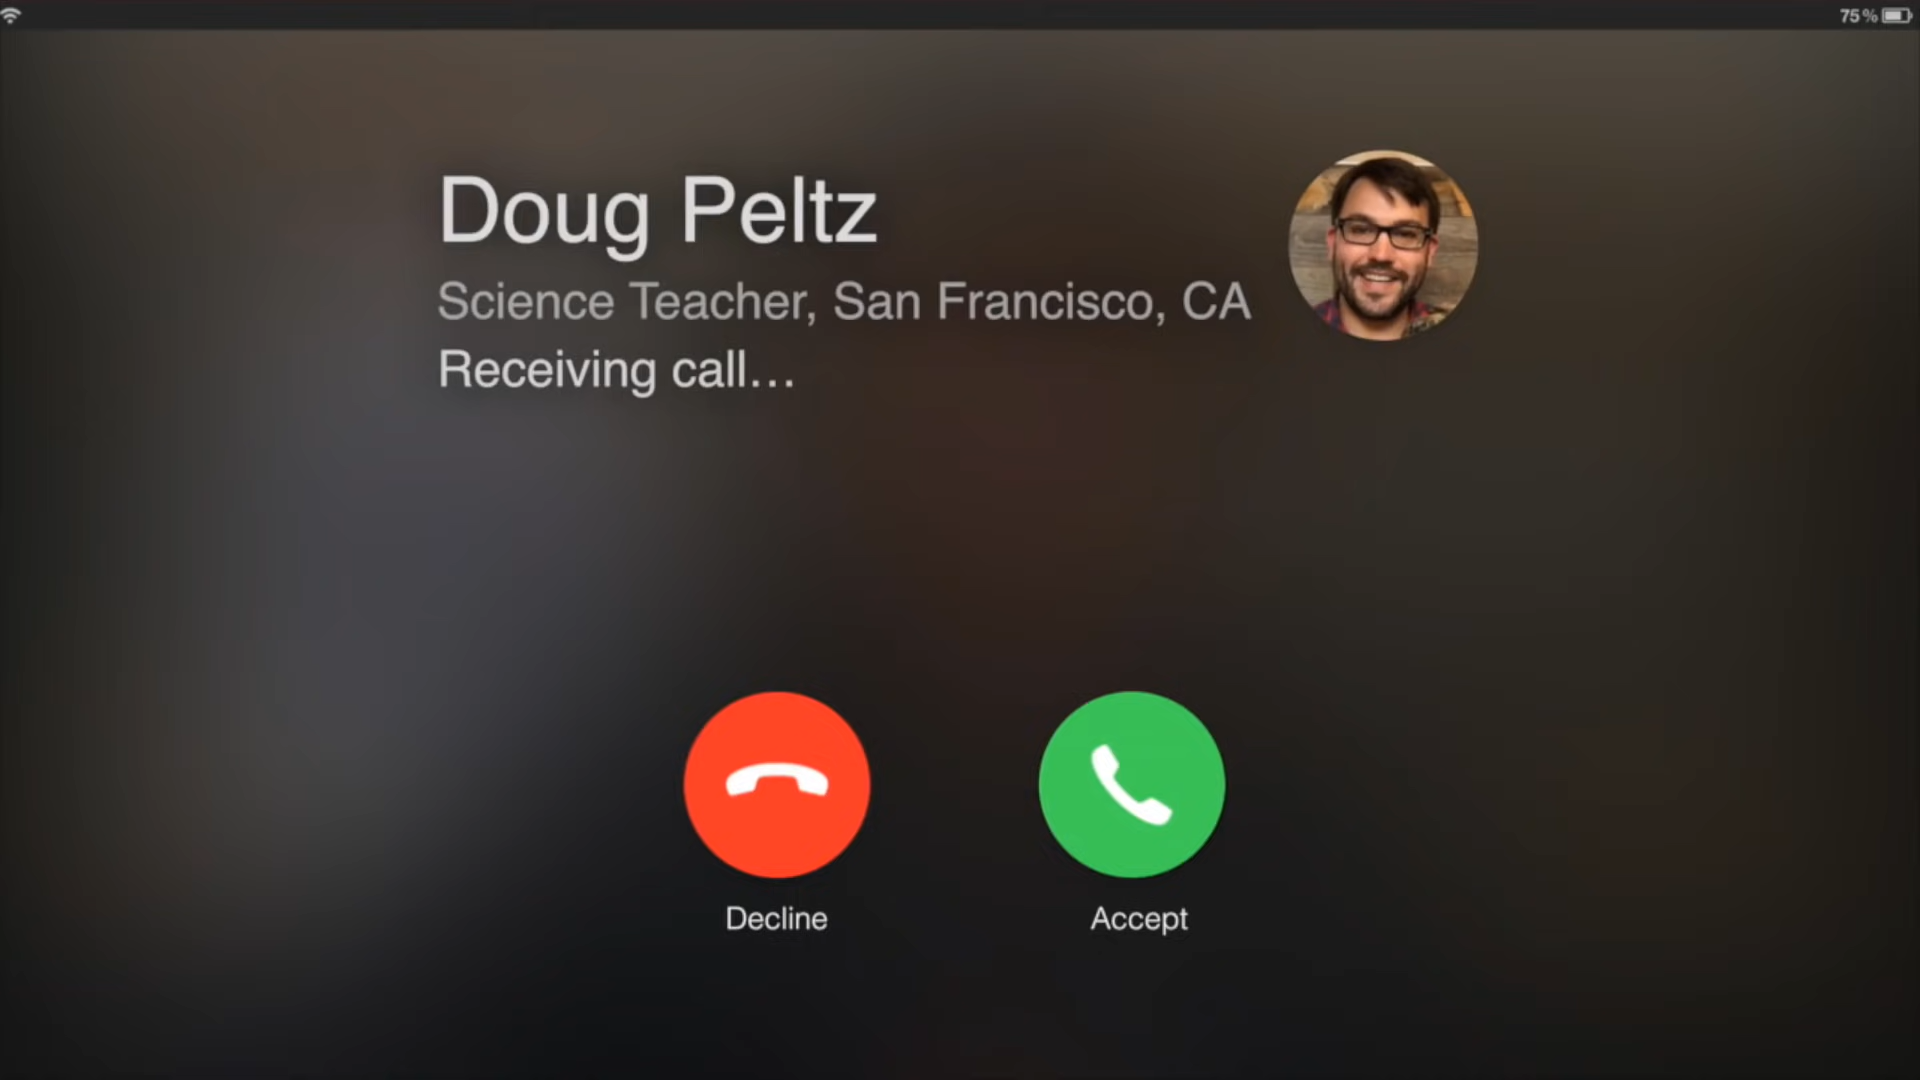 75%
Doug Peltz
Science Teacher, San Francisco, CA
Receiving call...
Decline
Accept